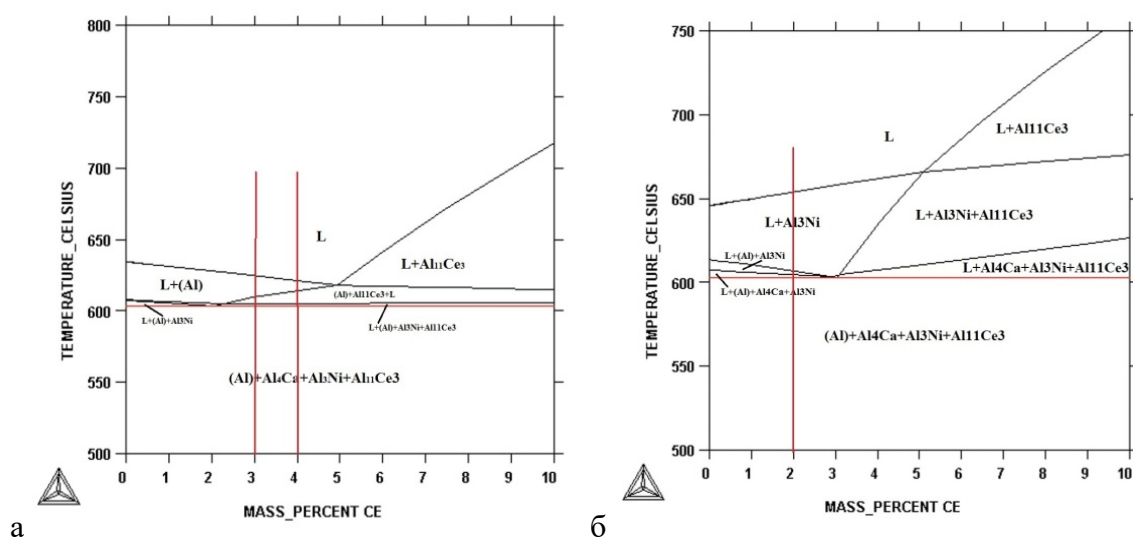 800
750
700
650
600
550
500
TEMPERATURE_CELSIUS
L
L+Al₁₁Ce₃
L+(Al)
(Al)+Al11Ce3+L
L+(Al)+Al3Ni
L+(Al)+Al3Ni+Al11Ce3
(Al)+Al₄Ca+Al₃Ni+Al₁₁Ce3
0 1 2 3 4 5 6 7 8 9 10
MASS_PERCENT CE
а
750
700
650
600
550
500
TEMPERATURE_CELSIUS
L
L+Al11Ce3
L+Al3Ni
L+Al3Ni+Al11Ce3
L+(Al)+Al3Ni
L+Al4Ca+Al3Ni+Al11Ce3
L+(Al)+Al4Ca+Al3Ni
(Al)+Al4Ca+Al3Ni+Al11Ce3
0 1 2 3 4 5 6 7 8 9 10
MASS_PERCENT CE
б